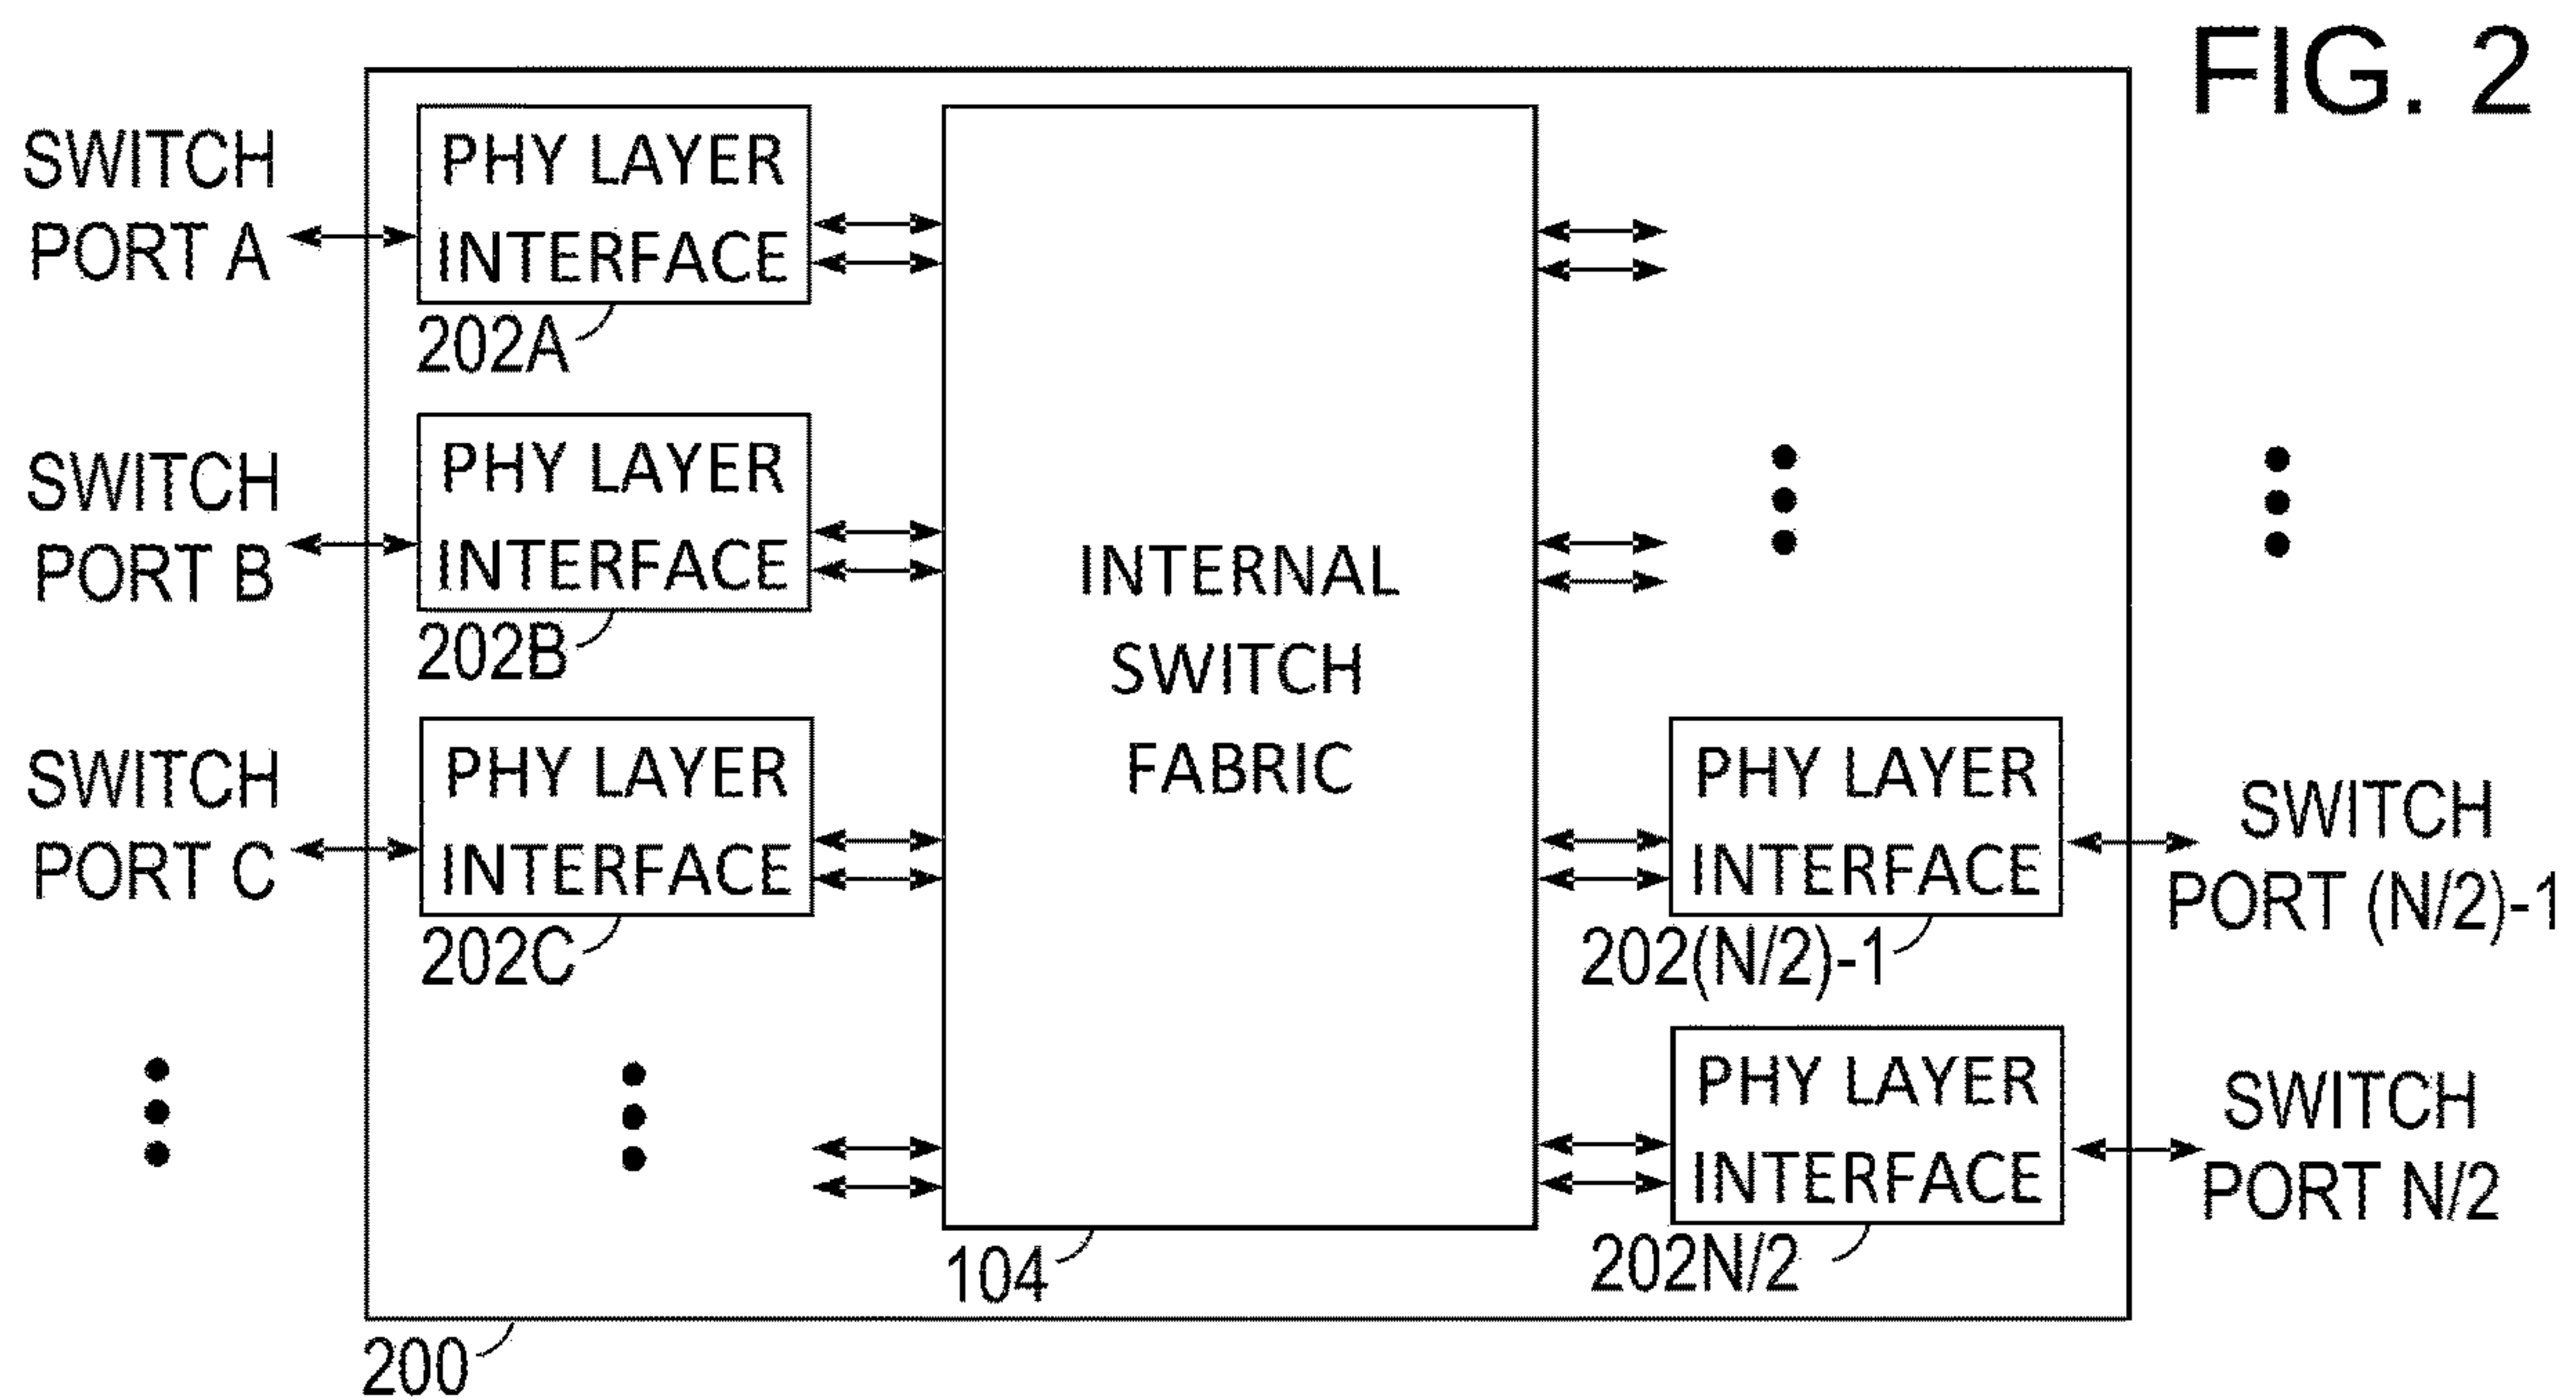 FIG. 2
SWITCH
PORT A
PHY LAYER
INTERFACE
202A
SWITCH
PORT B
PHY LAYER
INTERFACE
202B
SWITCH
PORT C
PHY LAYER
INTERFACE
202C
INTERNAL
SWITCH
FABRIC
104
PHY LAYER
INTERFACE
202(N/2)-1
SWITCH
PORT (N/2)-1
PHY LAYER
INTERFACE
202N/2
SWITCH
PORT N/2
200